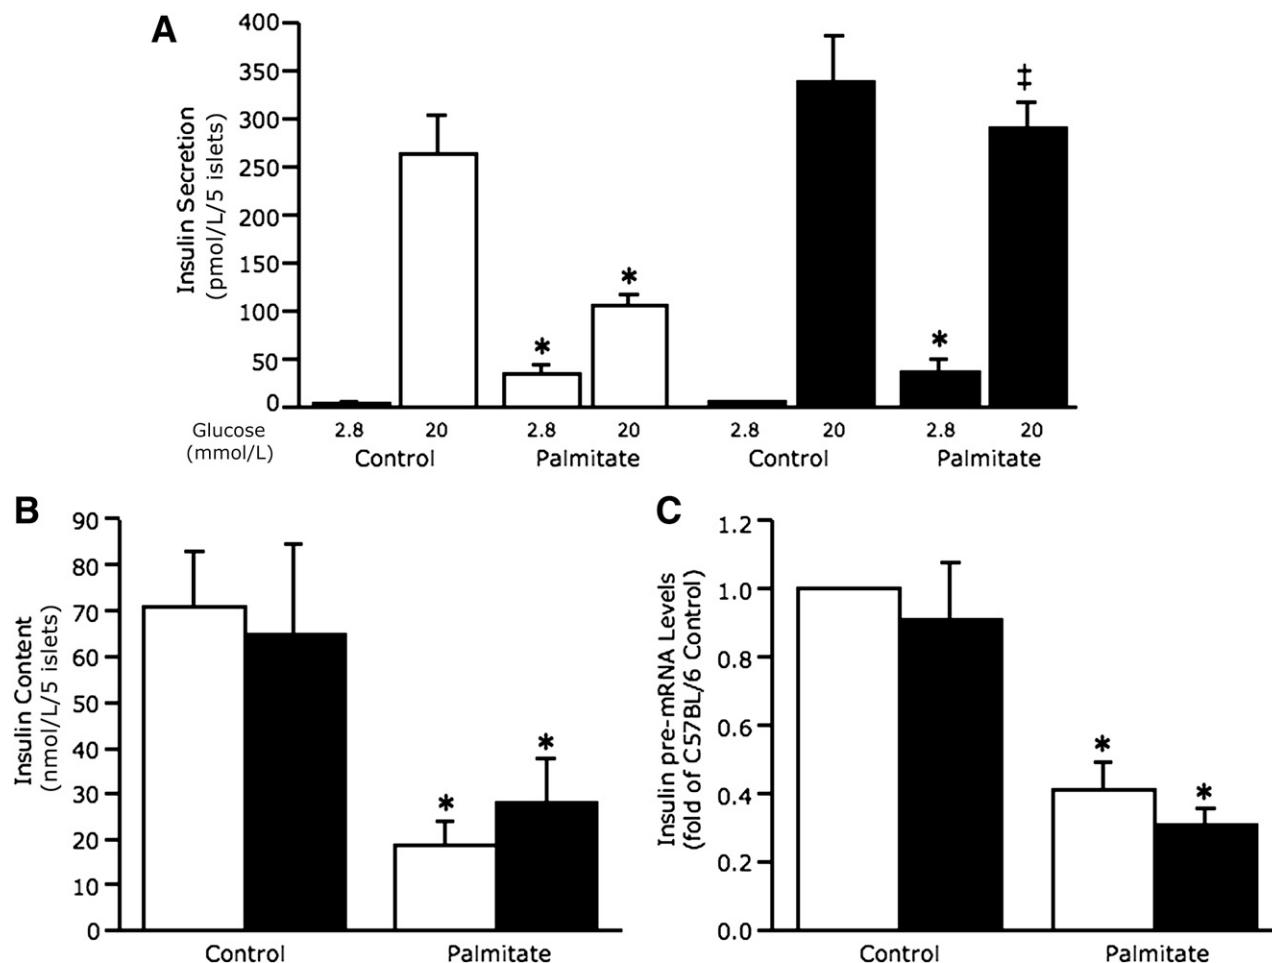 A
400
350
300
250
200
150
100
50
0
Insulin Secretion
(pmol/L/5 islets)
*
*
*
‡
Glucose
(mmol/L)
2.8 20 2.8 20 2.8 20 2.8 20
Control Palmitate Control Palmitate
B
90
80
70
60
50
40
30
20
10
0
Insulin Content
(nmol/L/5 islets)
*
*
Control Palmitate
C
1.2
1.0
0.8
0.6
0.4
0.2
0.0
Insulin pre-mRNA Levels
(fold of C57BL/6 Control)
*
*
Control Palmitate